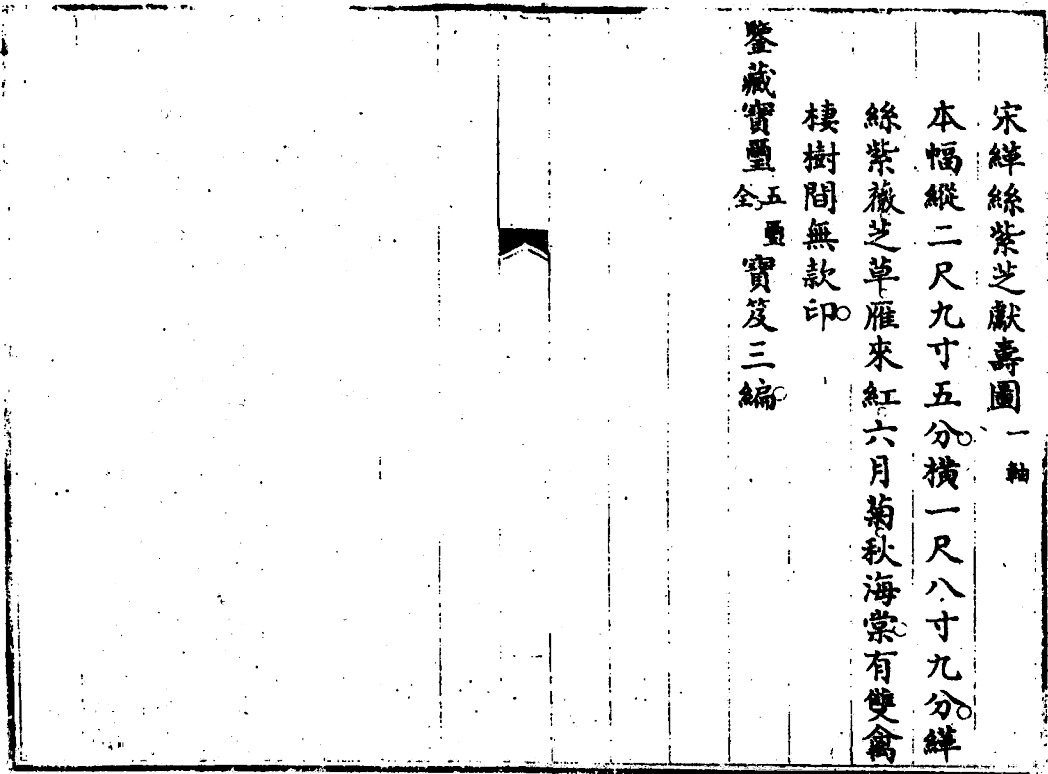 宋緙絲紫芝獻壽圖一軸
本幅縱二尺九寸五分○橫一尺八寸九分○緙
絲紫薇芝草雁來紅六月菊秋海棠○有雙禽
棲樹間無款印○
鑒藏寶璽五璽全寶笈三編○